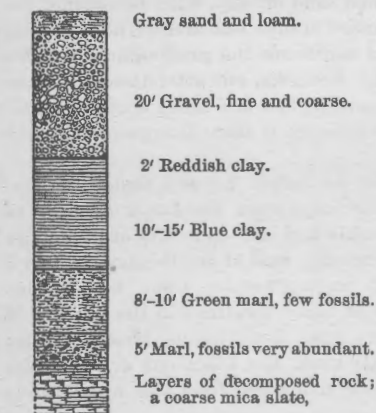 Gray sand and loam.
20' Gravel, fine and coarse.
2' Reddish clay.
10'–15' Blue clay.
8'–10' Green marl, few fossils.
5' Marl, fossils very abundant.
Layers of decomposed rock;
a coarse mica slate,